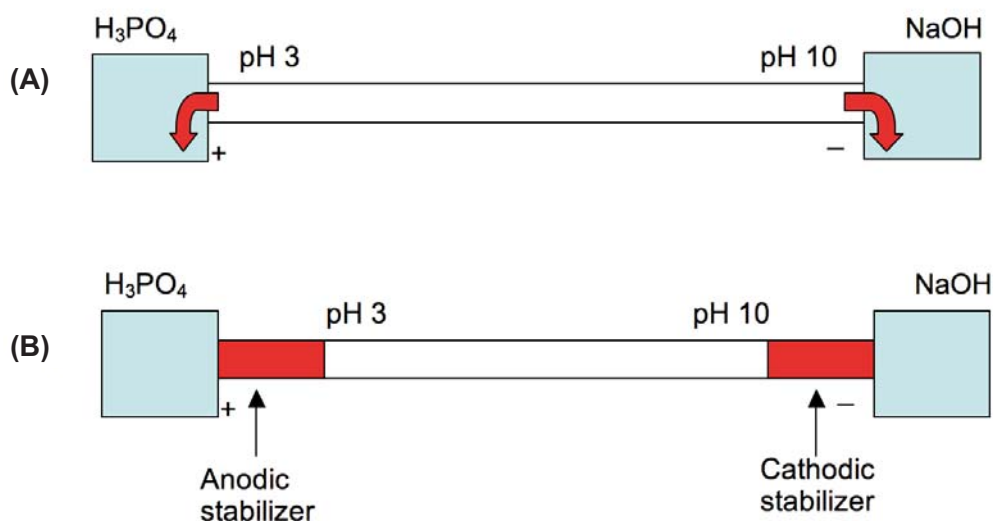 H₃PO₄
NaOH
(A)
pH 3
pH 10
+
–
H₃PO₄
NaOH
(B)
pH 3
pH 10
+
–
Anodic
stabilizer
Cathodic
stabilizer